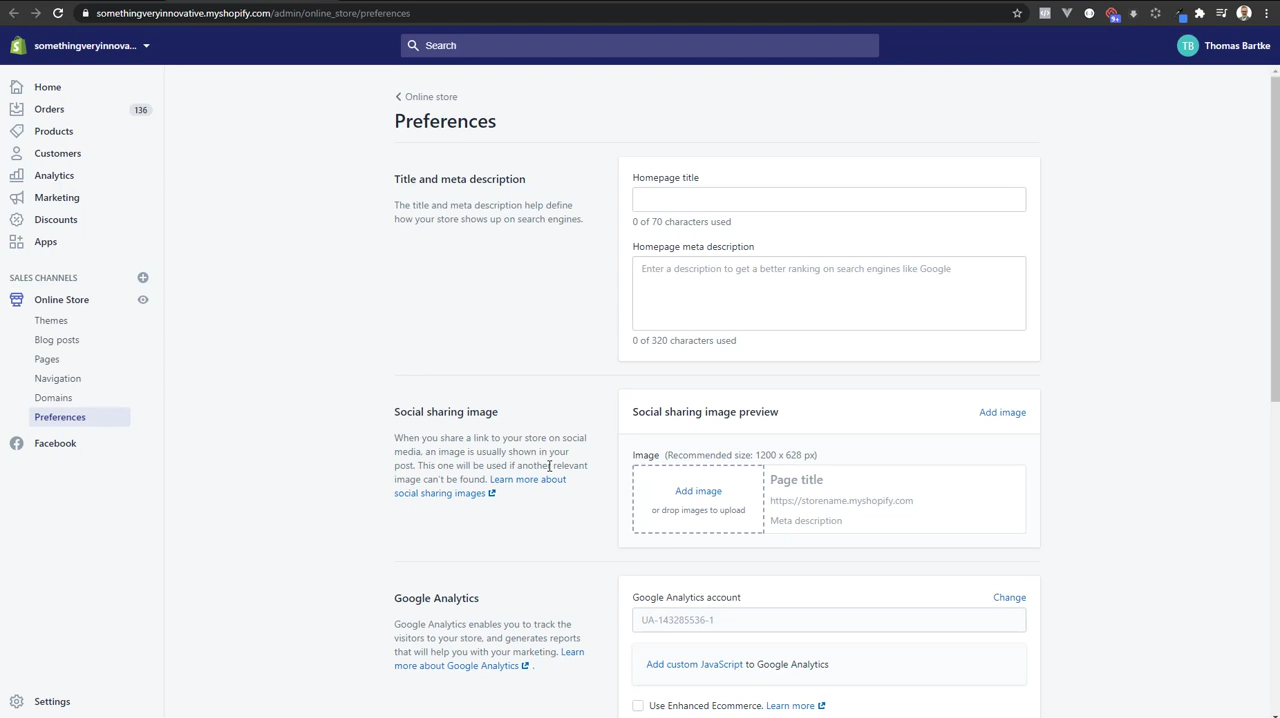 somethingveryinnovative.myshopify.com/admin/online_store/preferences
9+
somethingveryinnova...
Search
TB
Thomas Bartke
Home
Orders
136
Products
Customers
Analytics
Marketing
Discounts
Apps
SALES CHANNELS
Online Store
Themes
Blog posts
Pages
Navigation
Domains
Preferences
Facebook
Settings
Online store
Preferences
Title and meta description
The title and meta description help define
how your store shows up on search engines.
Homepage title
0 of 70 characters used
Homepage meta description
Enter a description to get a better ranking on search engines like Google
0 of 320 characters used
Social sharing image
When you share a link to your store on social
media, an image is usually shown in your
post. This one will be used if another relevant
image can't be found. Learn more about
social sharing images
Social sharing image preview
Add image
Image (Recommended size: 1200 x 628 px)
Add image
or drop images to upload
Page title
https://storename.myshopify.com
Meta description
Google Analytics
Google Analytics enables you to track the
visitors to your store, and generates reports
that will help you with your marketing. Learn
more about Google Analytics .
Google Analytics account
Change
UA-143285536-1
Add custom JavaScript to Google Analytics
Use Enhanced Ecommerce. Learn more